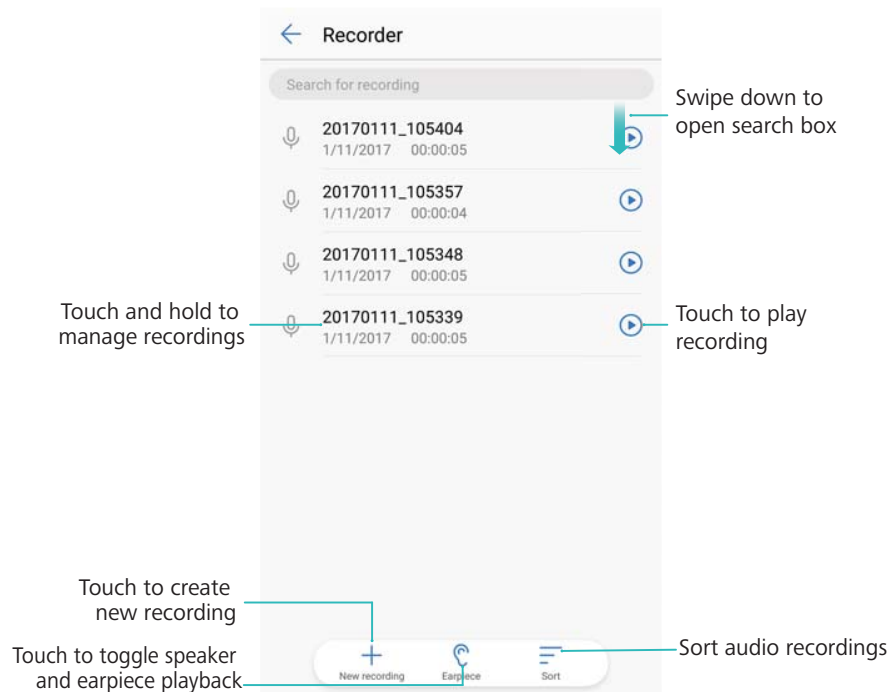 Recorder
Search for recording
Swipe down to
open search box
20170111_105404
1/11/2017 00:00:05
20170111_105357
1/11/2017 00:00:04
20170111_105348
1/11/2017 00:00:05
Touch and hold to
manage recordings
20170111_105339
1/11/2017 00:00:05
Touch to play
recording
Touch to create
new recording
Touch to toggle speaker
and earpiece playback
New recording
Earpiece
Sort
Sort audio recordings